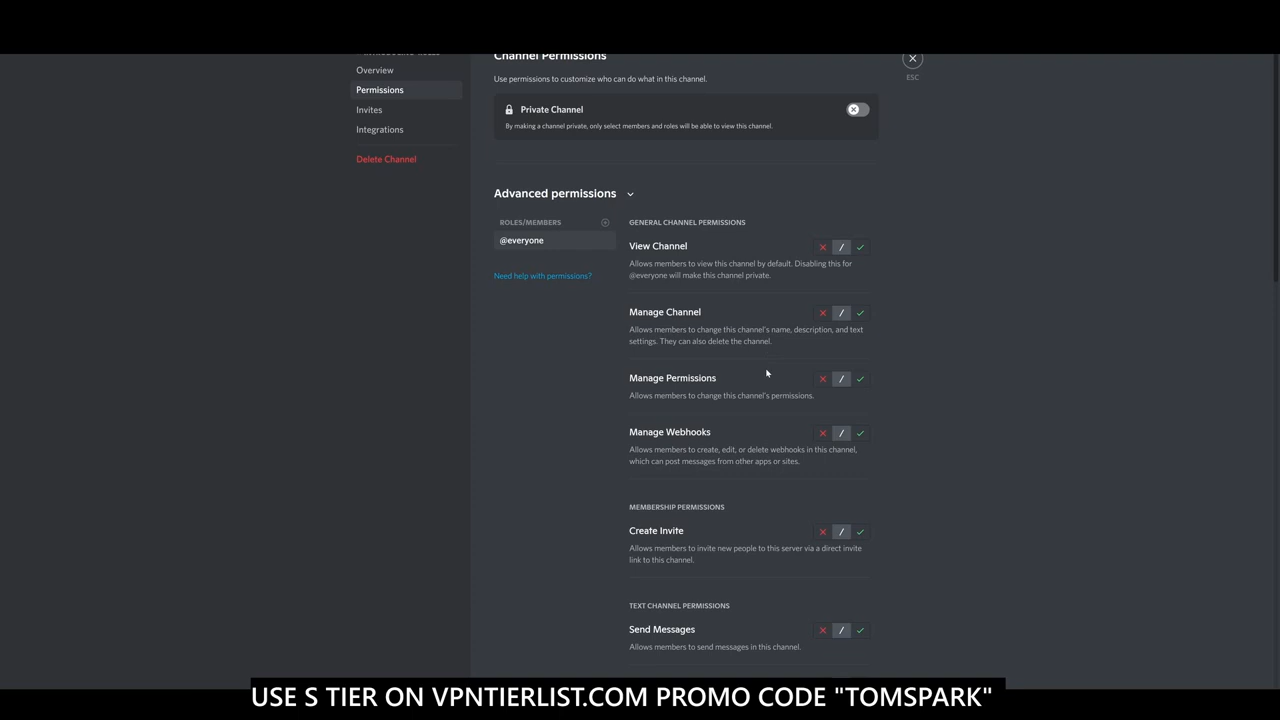 Channel Permissions
Overview
Use permissions to customize who can do what in this channel.
ESC
Permissions
Invites
Integrations
Delete Channel
Private Channel
By making a channel private, only select members and roles will be able to view this channel.
Advanced permissions
ROLES/MEMBERS
@everyone
Need help with permissions?
GENERAL CHANNEL PERMISSIONS
View Channel
Allows members to view this channel by default. Disabling this for
@everyone will make this channel private.
Manage Channel
Allows members to change this channel's name, description, and text
settings. They can also delete the channel.
Manage Permissions
Allows members to change this channel's permissions.
Manage Webhooks
Allows members to create, edit, or delete webhooks in this channel,
which can post messages from other apps or sites.
MEMBERSHIP PERMISSIONS
Create Invite
Allows members to invite new people to this server via a direct invite
link to this channel.
TEXT CHANNEL PERMISSIONS
Send Messages
Allows members to send messages in this channel.
USE S TIER ON VPNTIERLIST.COM PROMO CODE "TOMSPARK"